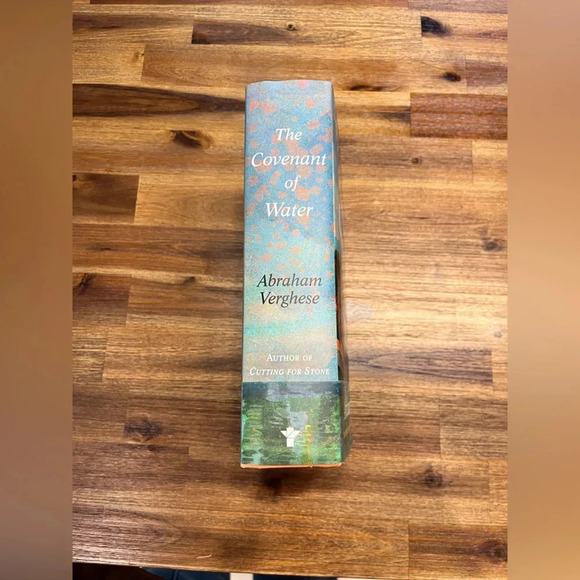 The
Covenant
of
Water
Abraham
Verghese
Author of
Cutting for Stone